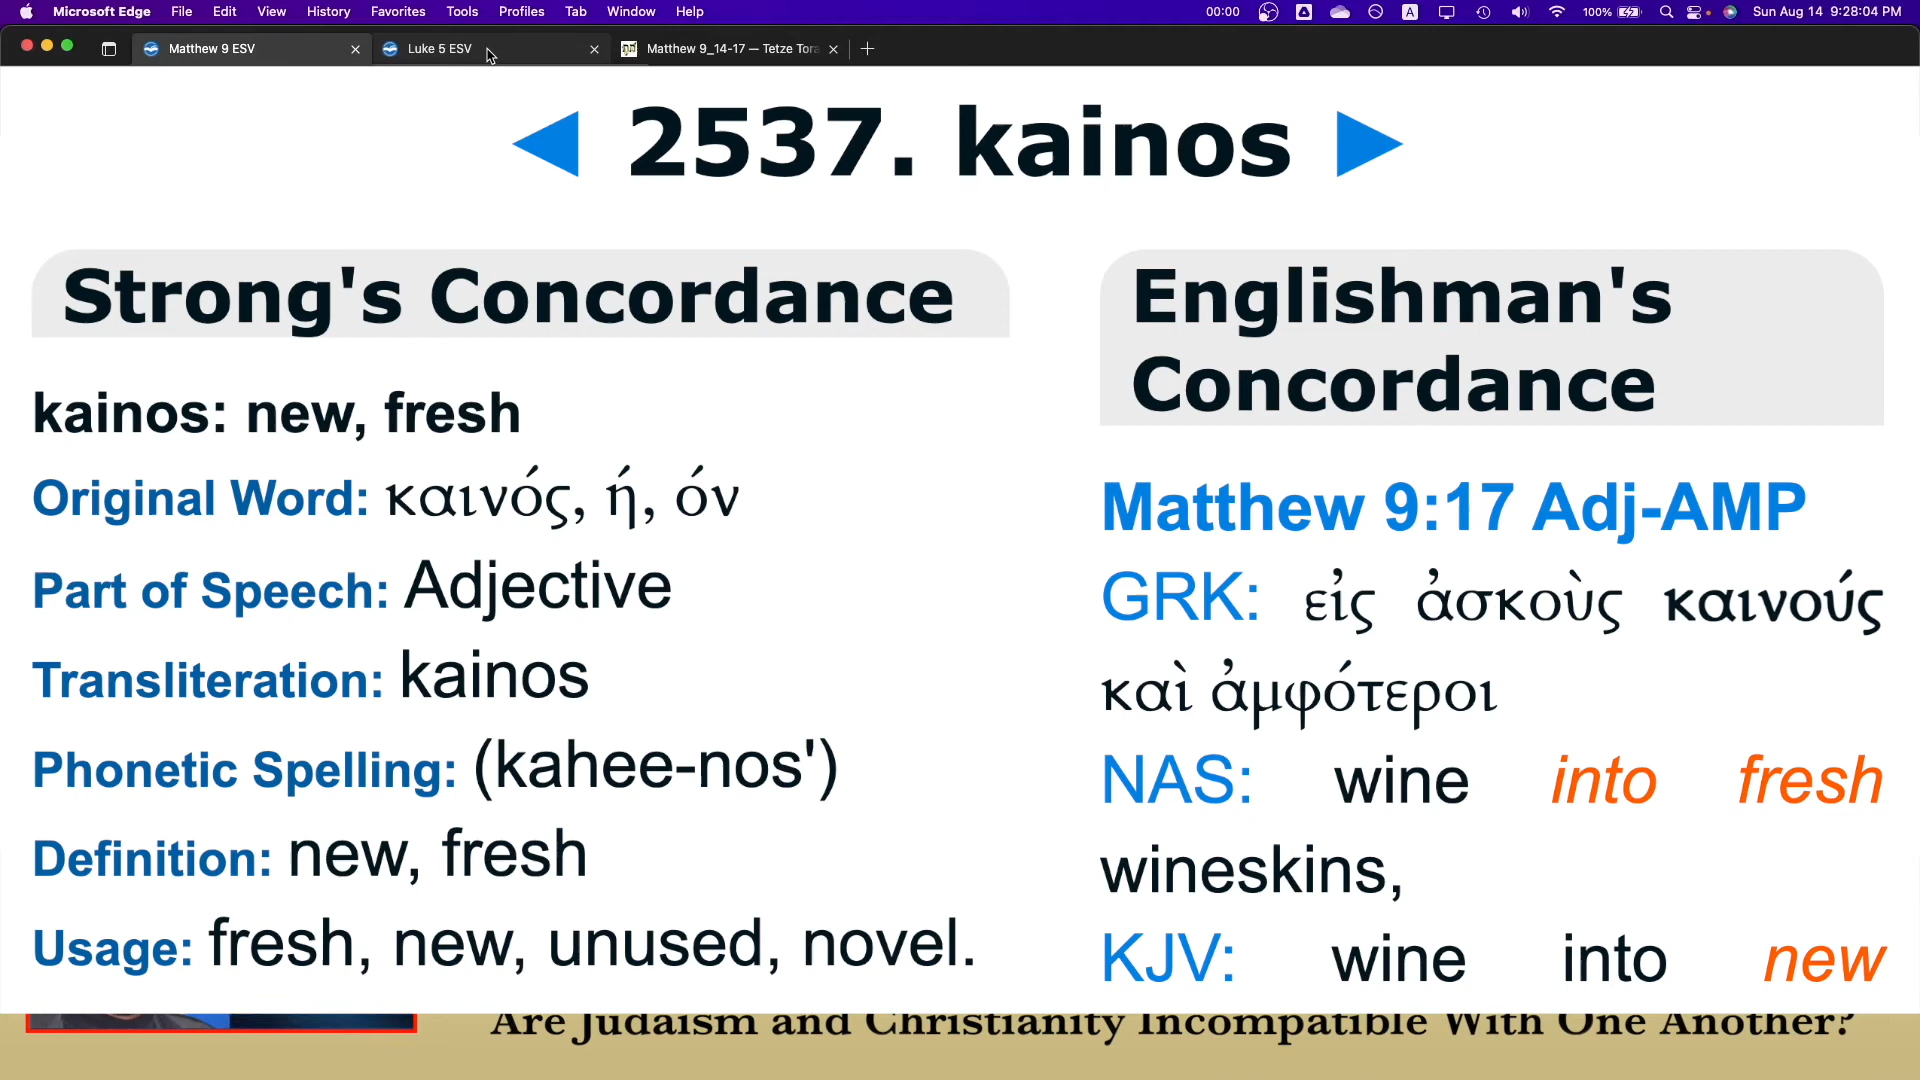 Microsoft Edge File Edit View History Favorites Tools Profiles Tab Window Help 00:00 A 100% Sun Aug 14 9:28:04 PM
Matthew 9 ESV Luke 5 ESV Matthew 9_14-17 — Tetze Tora
2537. kainos
Strong's Concordance
kainos: new, fresh
Original Word: καινός, ή, όν
Part of Speech: Adjective
Transliteration: kainos
Phonetic Spelling: (kahee-nos')
Definition: new, fresh
Usage: fresh, new, unused, novel.
Englishman's
Concordance
Matthew 9:17 Adj-AMP
GRK: εἰς ἀσκοὺς καινούς
καὶ ἀμφότεροι
NAS: wine into fresh
wineskins,
KJV: wine into new
Are Judaism and Christianity Incompatible With One Another?